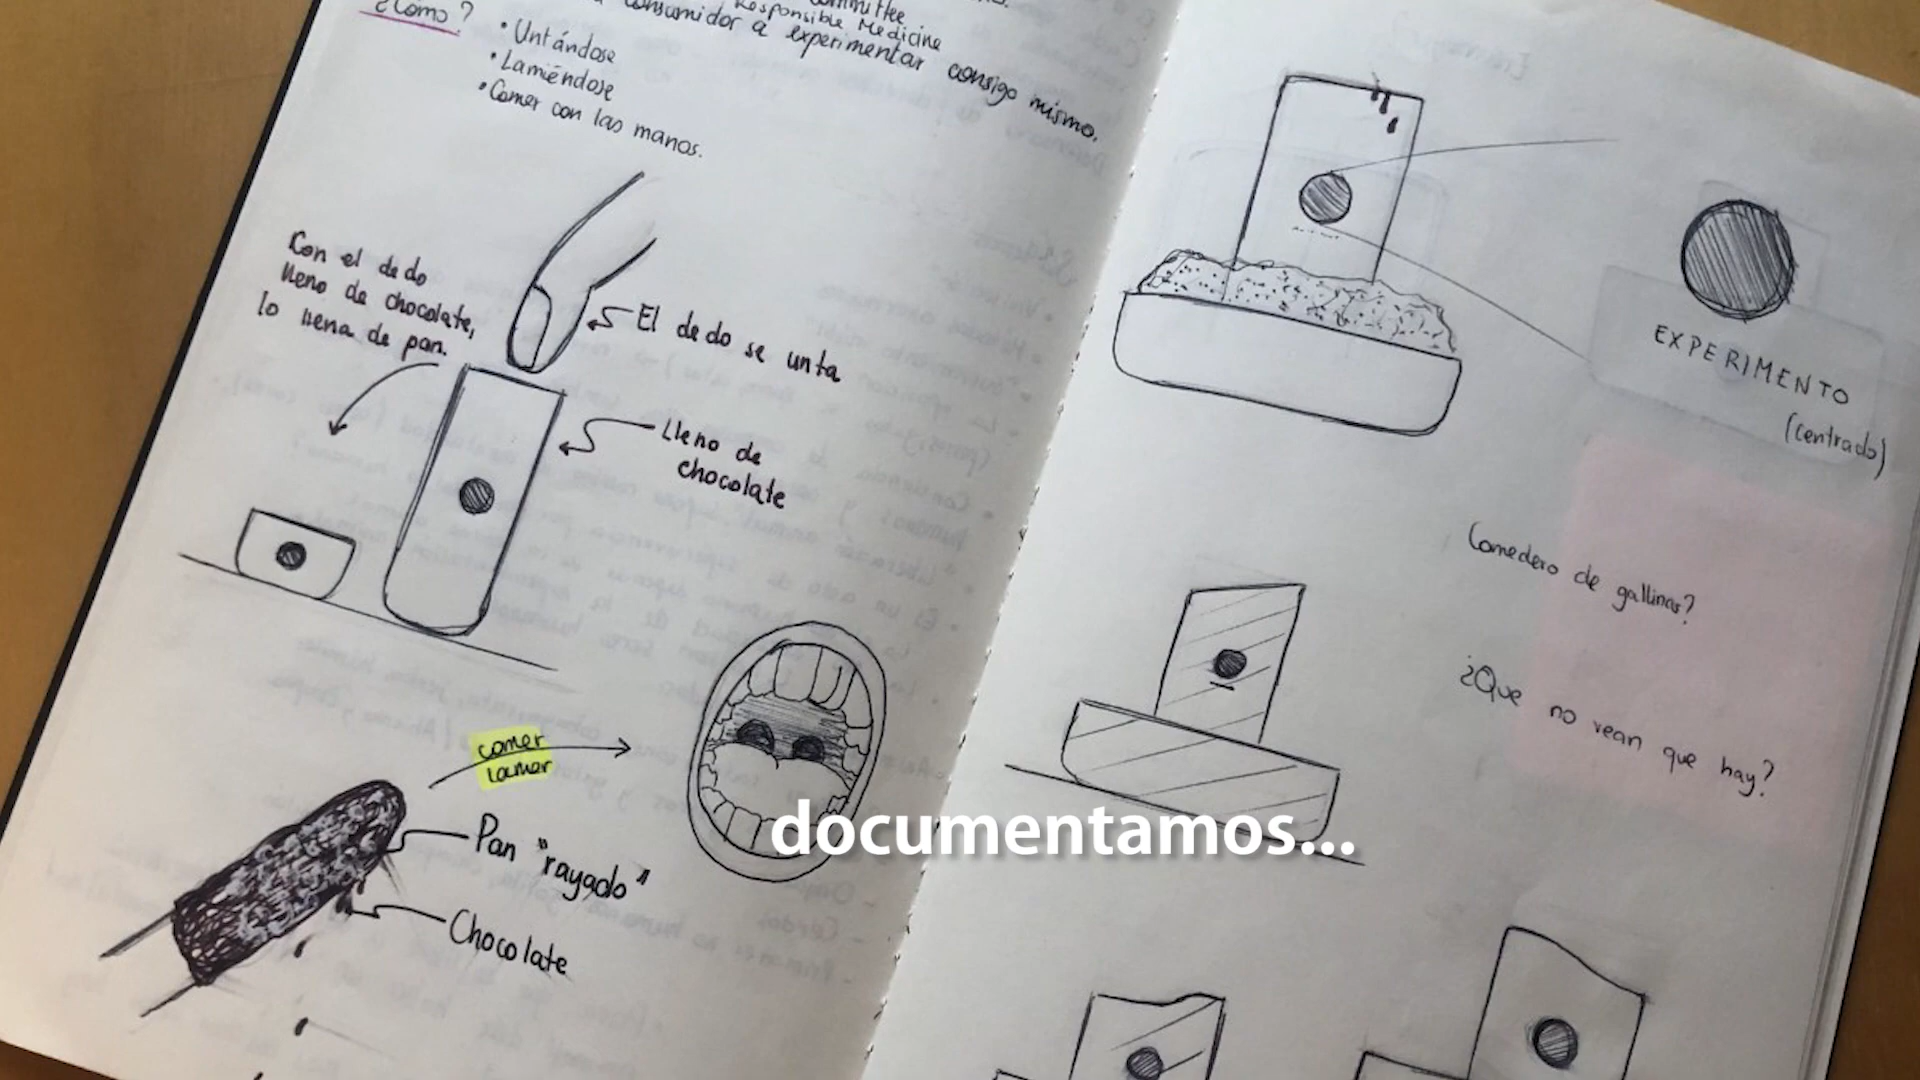 Committee
Responsible Medicine
consumidor a experimentar consigo mismo.
¿Cómo?
• Untándose
• Lamiéndose
• Comer con las manos.
Con el dedo
lleno de chocolate,
lo llena de pan.
El dedo se unta
Lleno de
chocolate
comer
lamer
Pan "rayado"
Chocolate
EXPERIMENTO
(centrado)
Comedero de gallinas?
¿Que no vean que hay?
documentamos...